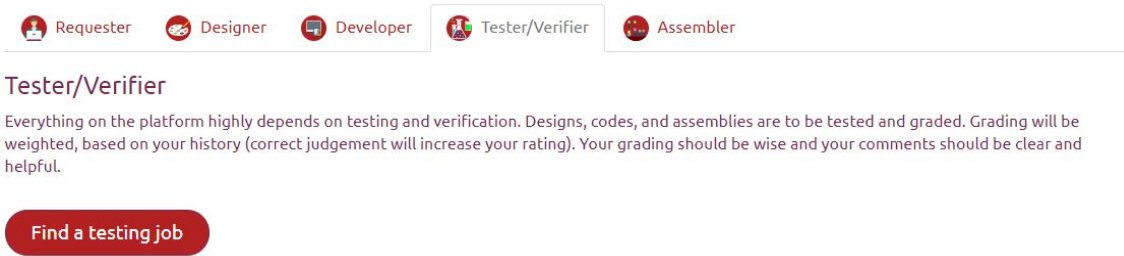 Requester Designer Developer Tester/Verifier Assembler
Tester/Verifier
Everything on the platform highly depends on testing and verification. Designs, codes, and assemblies are to be tested and graded. Grading will be
weighted, based on your history (correct judgement will increase your rating). Your grading should be wise and your comments should be clear and
helpful.
Find a testing job